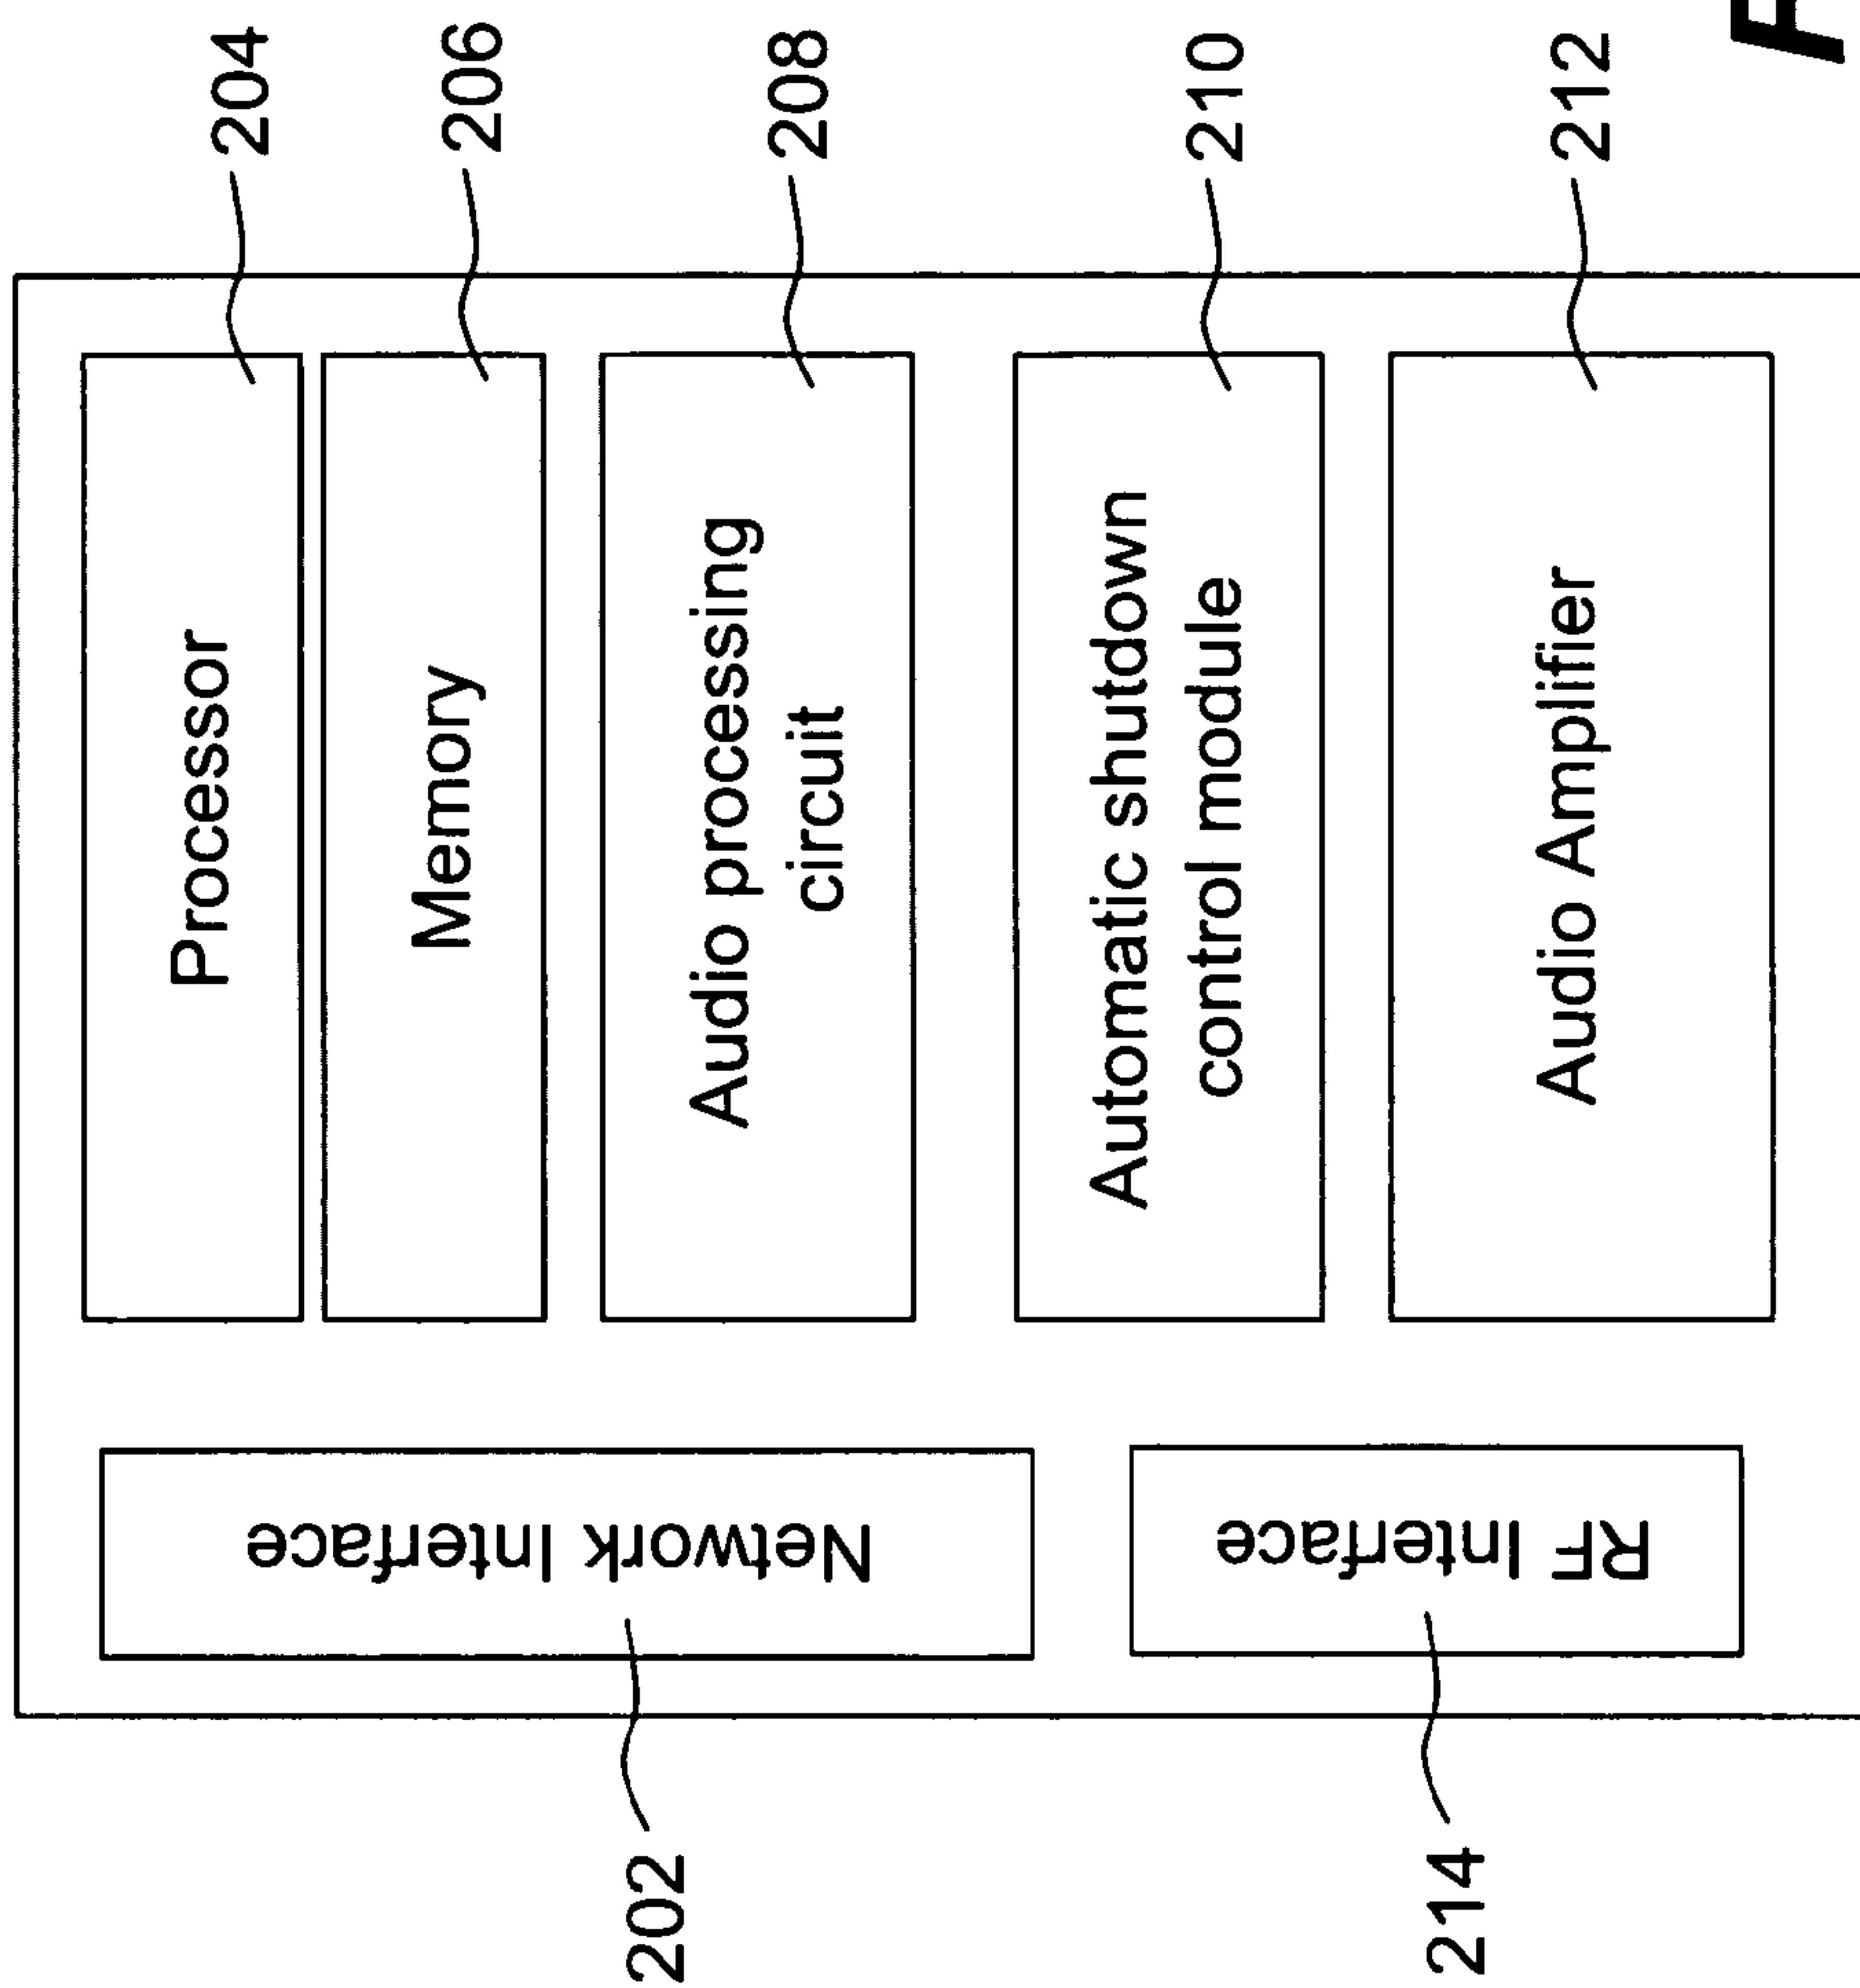 204
Processor
206
Memory
208
Audio processing
circuit
210
Automatic shutdown
control module
212
Audio Amplifier
202
Network Interface
214
RF Interface